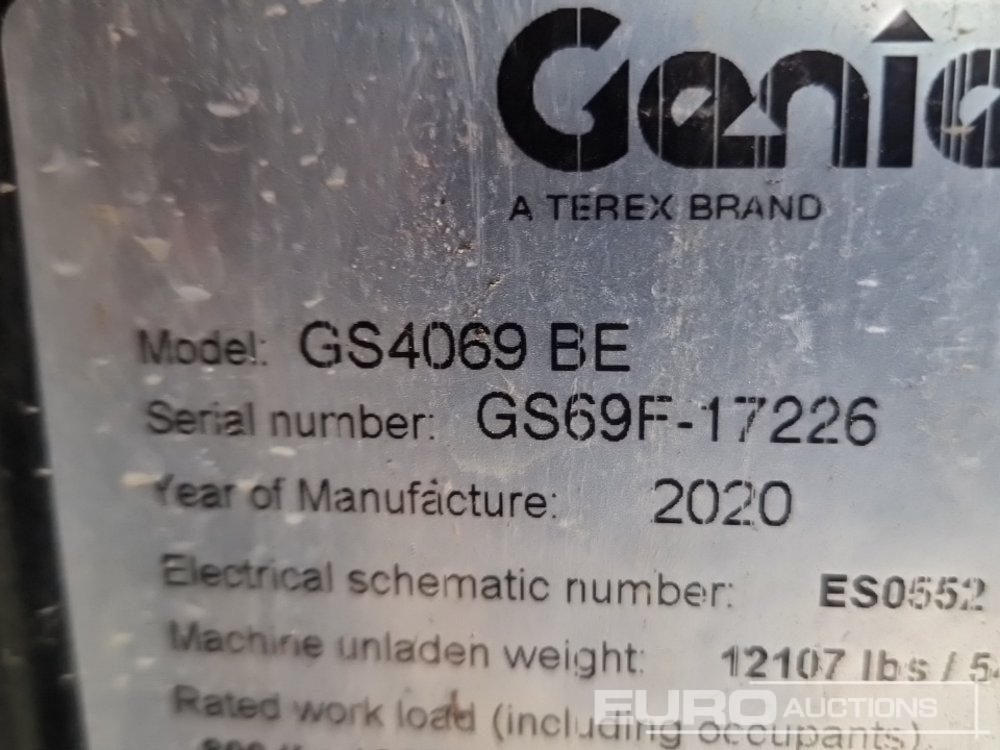 Genie
A TEREX BRAND
Model: GS4069 BE
Serial number: GS69F-17226
Year of Manufacture: 2020
Electrical schematic number: ES0552
Machine unladen weight: 12107 lbs / 54
Rated work load (including occupants)
EURO AUCTIONS